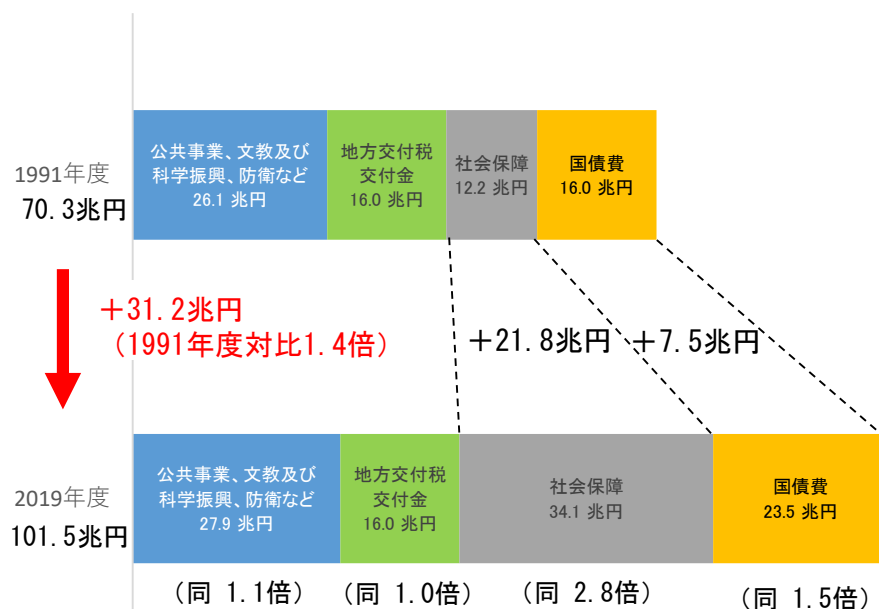 公共事業、文教及び
科学振興、防衛など
26.1 兆円
地方交付税
交付金
16.0 兆円
社会保障
12.2 兆円
国債費
16.0 兆円
1991年度
70.3兆円
+31.2兆円
(1991年度対比1.4倍)
+21.8兆円
+7.5兆円
公共事業、文教及び
科学振興、防衛など
27.9 兆円
地方交付税
交付金
16.0 兆円
社会保障
34.1 兆円
国債費
23.5 兆円
2019年度
101.5兆円
(同 1.1倍)
(同 1.0倍)
(同 2.8倍)
(同 1.5倍)